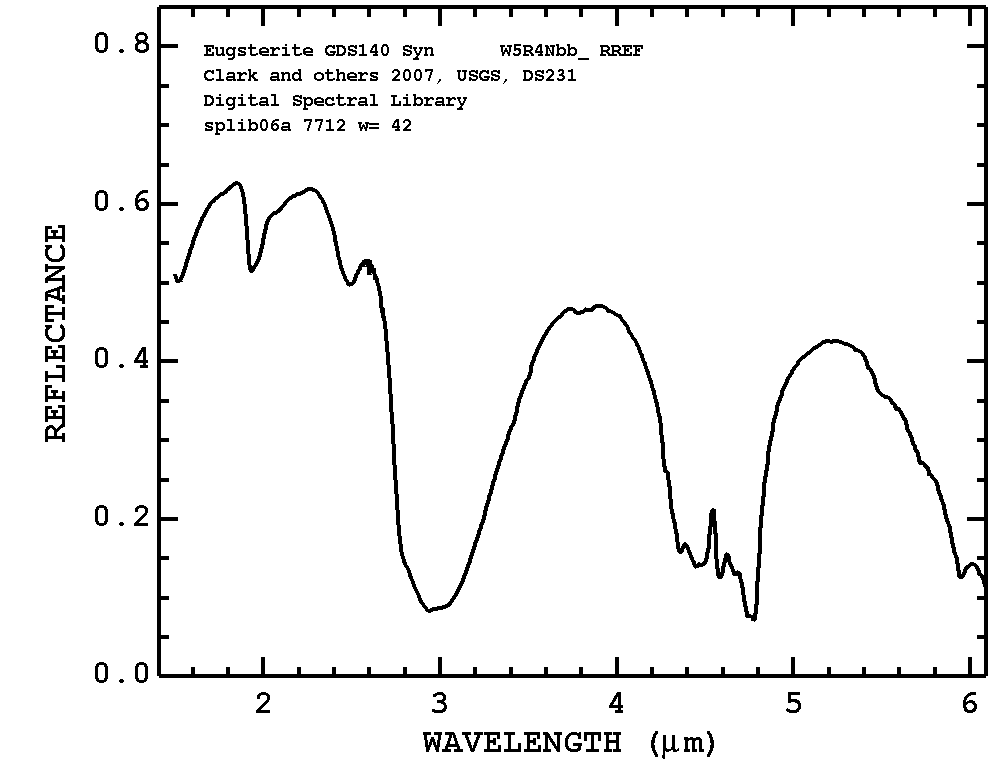 0.8
Eugsterite GDS140 Syn W5R4Nbb_ RREF
Clark and others 2007, USGS, DS231
Digital Spectral Library
splib06a 7712 w= 42
0.6
REFLECTANCE
0.4
0.2
0.0
2 3 4 5 6
WAVELENGTH (μm)